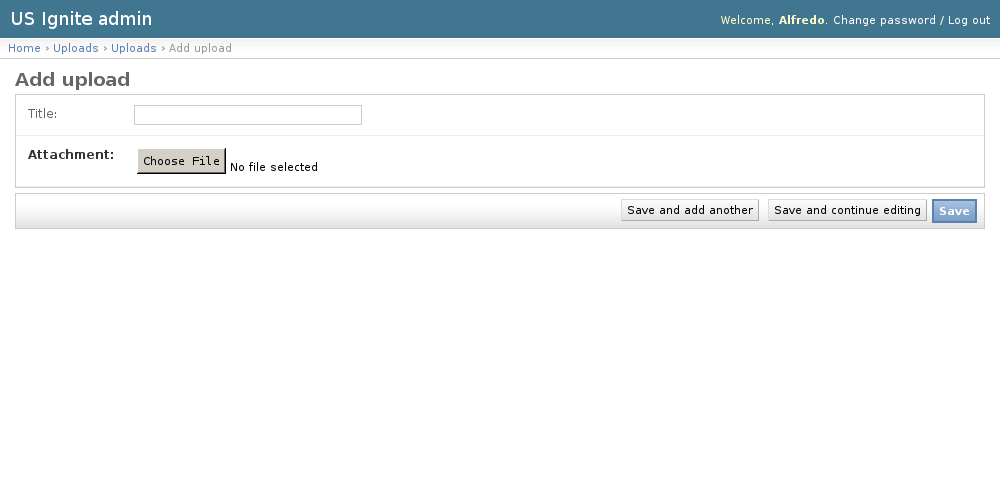 US Ignite admin
Welcome, Alfredo. Change password / Log out
Home › Uploads › Uploads › Add upload
Add upload
Title:
Attachment: Choose File No file selected
Save and add another Save and continue editing Save